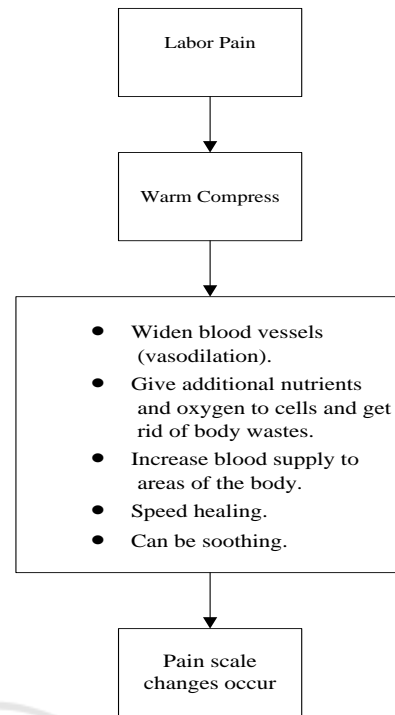 Labor Pain
Warm Compress
● Widen blood vessels
(vasodilation).
● Give additional nutrients
and oxygen to cells and get
rid of body wastes.
● Increase blood supply to
areas of the body.
● Speed healing.
● Can be soothing.
Pain scale
changes occur